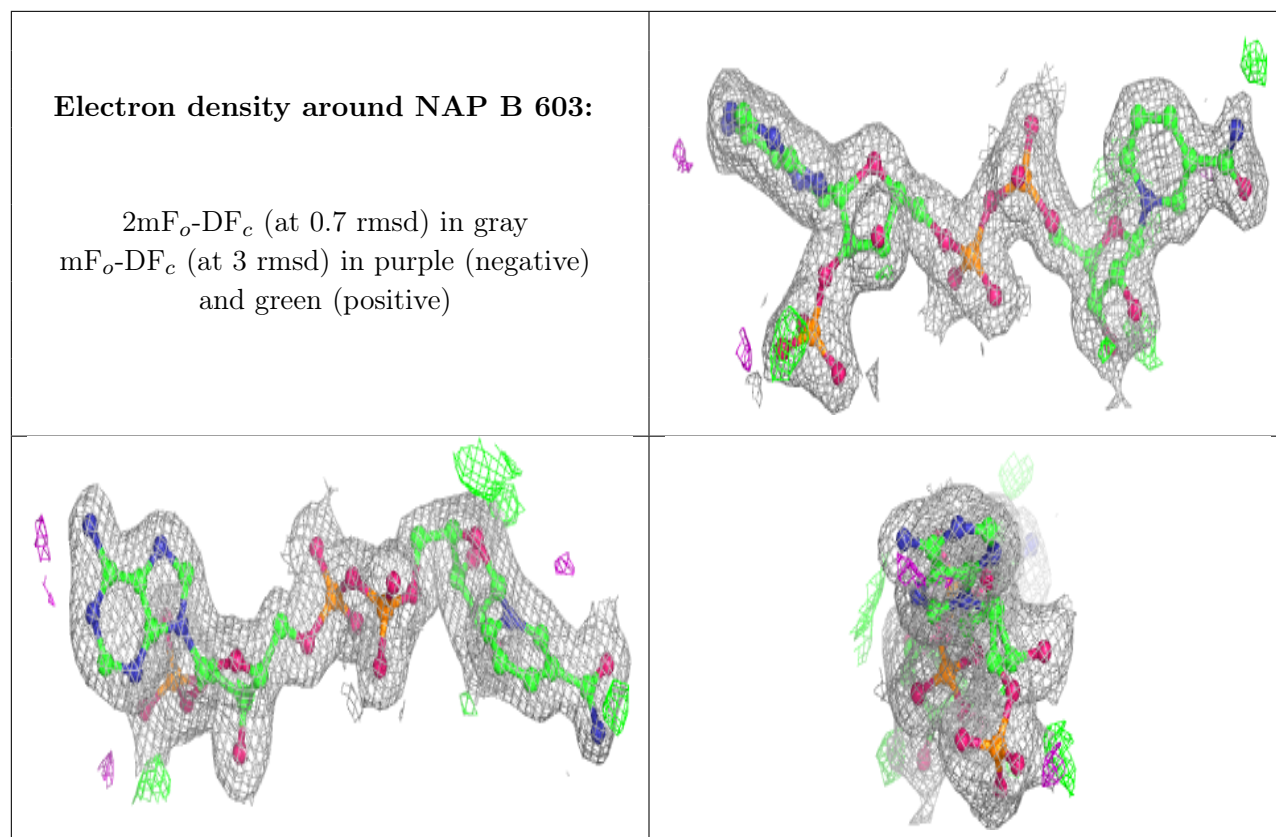 Electron density around NAP B 603:
2mFo-DFc (at 0.7 rmsd) in gray
mFo-DFc (at 3 rmsd) in purple (negative)
and green (positive)